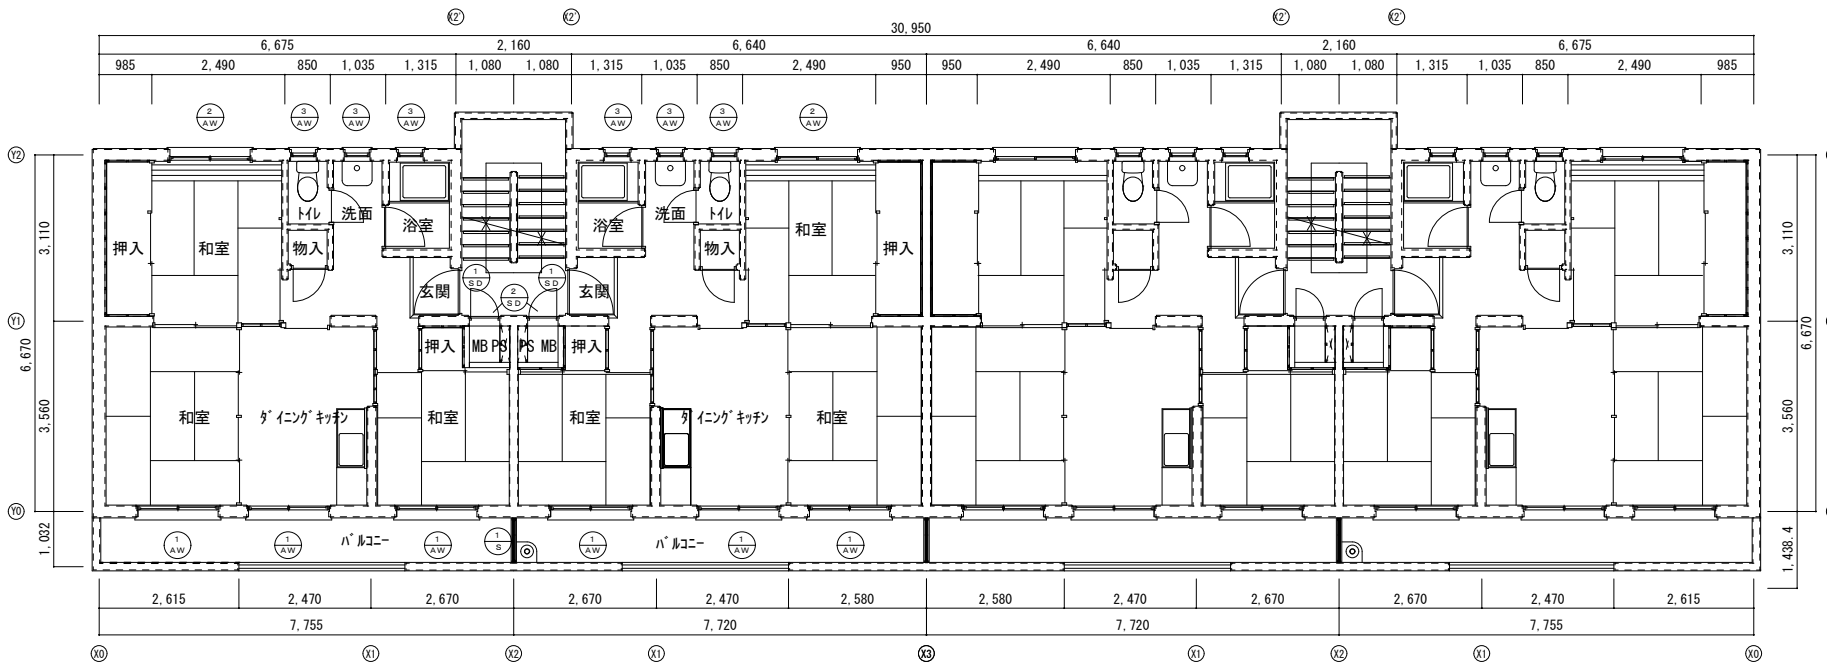 X2' X2' X2' X2'
30,950
6,675 2,160 6,640 6,640 2,160 6,675
985 2,490 850 1,035 1,315 1,080 1,080 1,315 1,035 850 2,490 950 950 2,490 850 1,035 1,315 1,080 1,080 1,315 1,035 850 2,490 985
2 AW 3 AW 3 AW 3 AW 3 AW 3 AW 3 AW 2 AW
Y2
トイレ 洗面 浴室 浴室 洗面 トイレ
押入 和室 物入 物入 和室 押入
3,110 3,110
玄関 1 SD 2 SD 1 SD 玄関
Y1
6,670 6,670
押入 MB PS PS MB 押入
和室 ダイニングキッチン 和室 和室 ダイニングキッチン 和室
3,560 3,560
Y0
1,032 1,438.4
1 AW 1 AW バルコニー 1 AW 1 S 1 AW バルコニー 1 AW 1 AW
2,615 2,470 2,670 2,670 2,470 2,580 2,580 2,470 2,670 2,670 2,470 2,615
7,755 7,720 7,720 7,755
X0 X1 X2 X1 X3 X1 X2 X1 X0